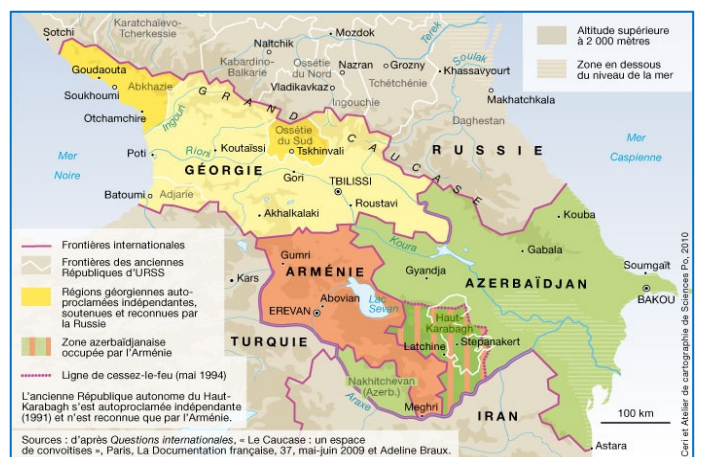 Sotchi
Karatchaïevo-
Tcherkessie
Mozdok
Terek
Naltchik
Kabardino-
Balkarie
Ossétie
du Nord
Nazran
Grozny
Soulak
Khassavyourt
Vladikavkaz
Ingouchie
Tchétchénie
Makhatchkala
Daghestan
Altitude supérieure
à 2 000 mètres
Zone en dessous
du niveau de la mer
Goudaouta
Abkhazie
Soukhoumi
Otchamchire
Ingouri
GRAND CAUCASE
RUSSIE
Mer
Noire
Mer
Caspienne
Poti
Rioni
Koutaïssi
Ossétie
du Sud
Tskhinvali
GÉORGIE
Gori
TBILISSI
Batoumi
Adjarie
Roustavi
Akhalkalaki
Kouba
Koura
Gabala
Gumri
ARMÉNIE
Gyandja
AZERBAÏDJAN
Soumgaït
BAKOU
Kars
Abovian
EREVAN
Lac
Sevan
Haut-
Karabagh
Latchine
Stepanakert
TURQUIE
Nakhitchevan
(Azerb.)
Araxe
Meghri
IRAN
Astara
100 km
Frontières internationales
Frontières des anciennes
Républiques d'URSS
Régions géorgiennes auto-
proclamées indépendantes,
soutenues et reconnues par
la Russie
Zone azerbaïdjanaise
occupée par l'Arménie
Ligne de cessez-le-feu (mai 1994)
L'ancienne République autonome du Haut-
Karabagh s'est autoproclamée indépendante
(1991) et n'est reconnue que par l'Arménie.
Sources : d'après Questions internationales, « Le Caucase : un espace
de convoitises », Paris, La Documentation française, 37, mai-juin 2009 et Adeline Braux.
Ceri et Atelier de cartographie de Sciences Po, 2010